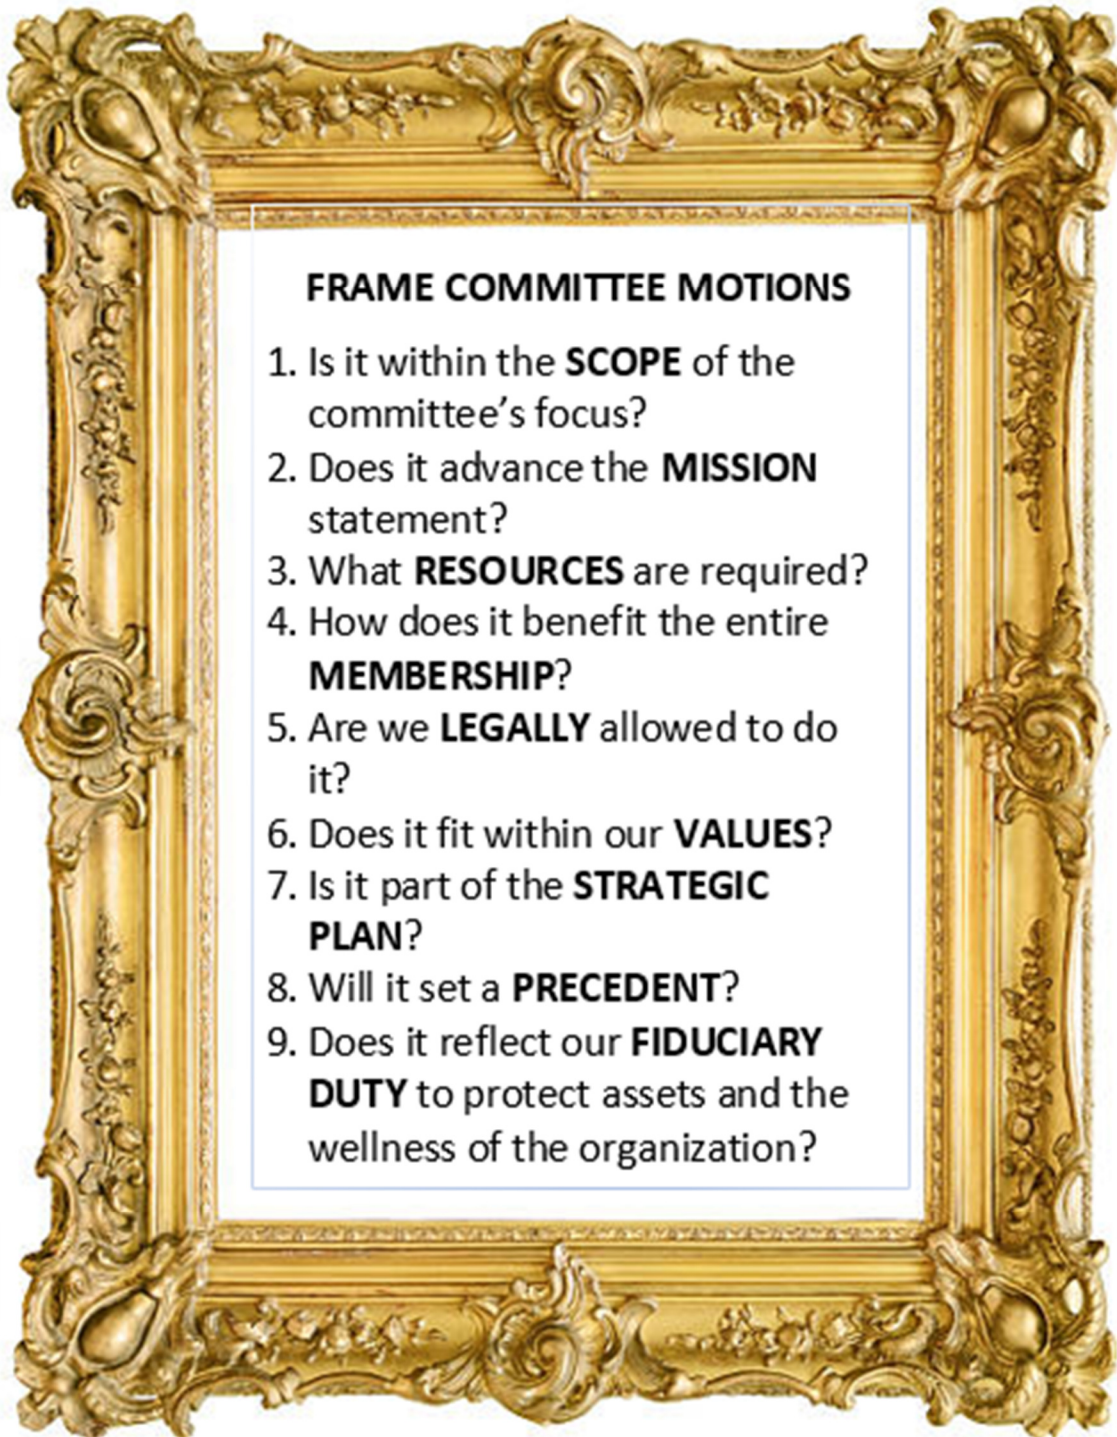 FRAME COMMITTEE MOTIONS
1. Is it within the SCOPE of the
committee’s focus?
2. Does it advance the MISSION
statement?
3. What RESOURCES are required?
4. How does it benefit the entire
MEMBERSHIP?
5. Are we LEGALLY allowed to do
it?
6. Does it fit within our VALUES?
7. Is it part of the STRATEGIC
PLAN?
8. Will it set a PRECEDENT?
9. Does it reflect our FIDUCIARY
DUTY to protect assets and the
wellness of the organization?